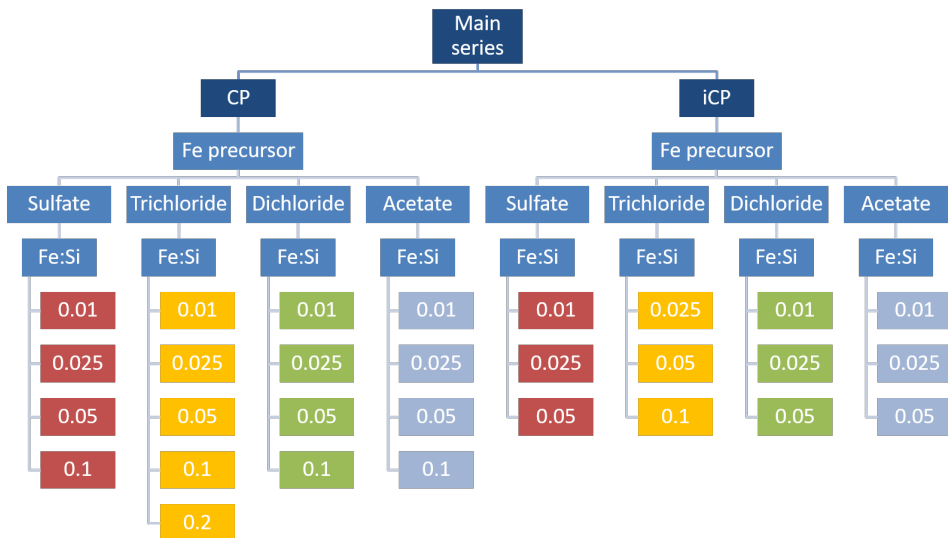 Main
series
CP
iCP
Fe precursor
Fe precursor
Sulfate
Trichloride
Dichloride
Acetate
Sulfate
Trichloride
Dichloride
Acetate
Fe:Si
Fe:Si
Fe:Si
Fe:Si
Fe:Si
Fe:Si
Fe:Si
Fe:Si
0.01
0.01
0.01
0.01
0.01
0.025
0.01
0.01
0.025
0.025
0.025
0.025
0.025
0.05
0.025
0.025
0.05
0.05
0.05
0.05
0.05
0.1
0.05
0.05
0.1
0.1
0.1
0.1
0.2